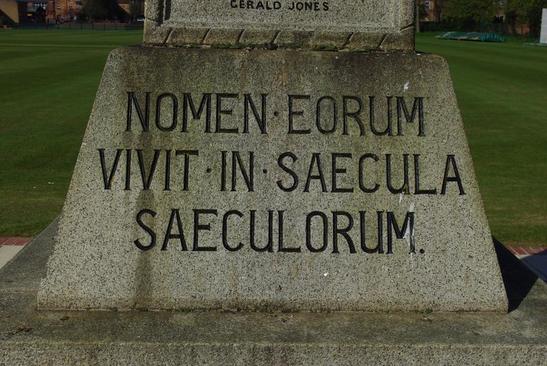 GERALD JONES
NOMEN·EORUM
VIVIT·IN·SAECULA
SAECULORUM.